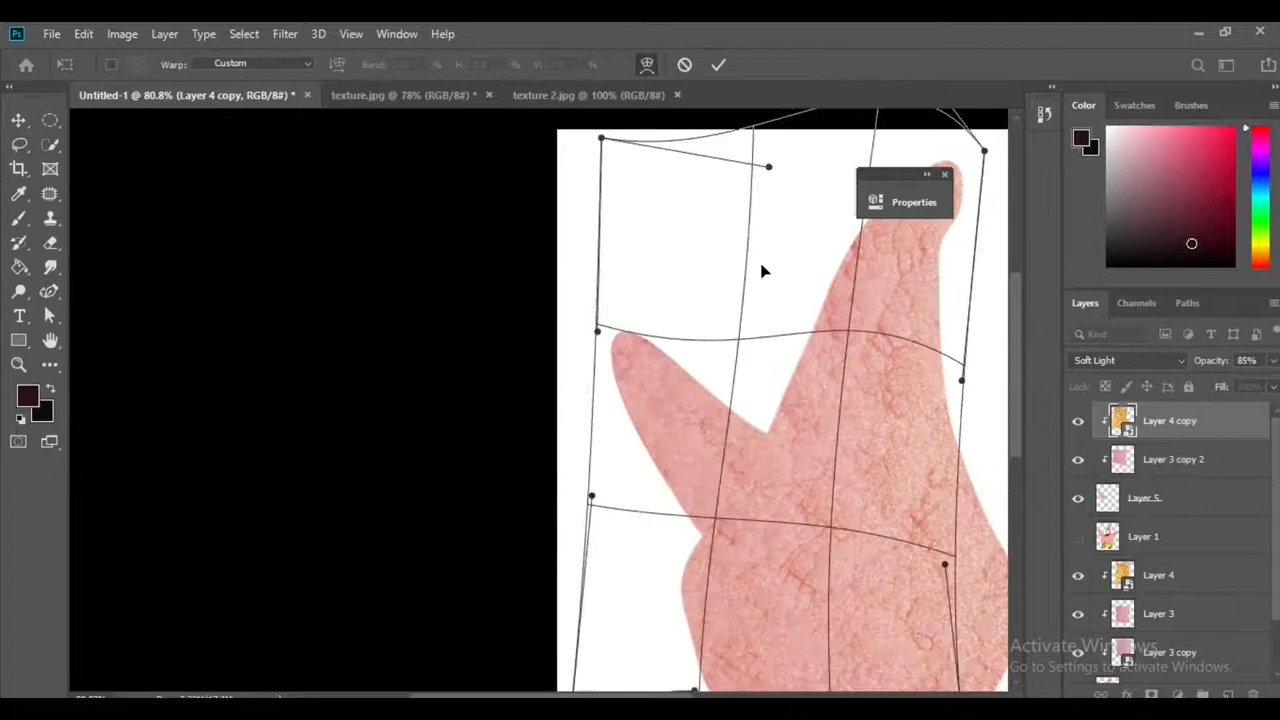 Ps File Edit Image Layer Type Select Filter 3D View Window Help
Warp: Custom Bend: % H: % V: %
Untitled-1 @ 80.8% (Layer 4 copy, RGB/8#) * × texture.jpg @ 78% (RGB/8#) * × texture 2.jpg @ 100% (RGB/8#) ×
Color Swatches Brushes
Properties
Layers Channels Paths
Kind
Soft Light Opacity: 85%
Lock: Fill: 100%
Layer 4 copy
Layer 3 copy 2
Layer 5
Layer 1
Layer 4
Layer 3
Layer 3 copy
Activate Windows
Go to Settings to activate Windows.